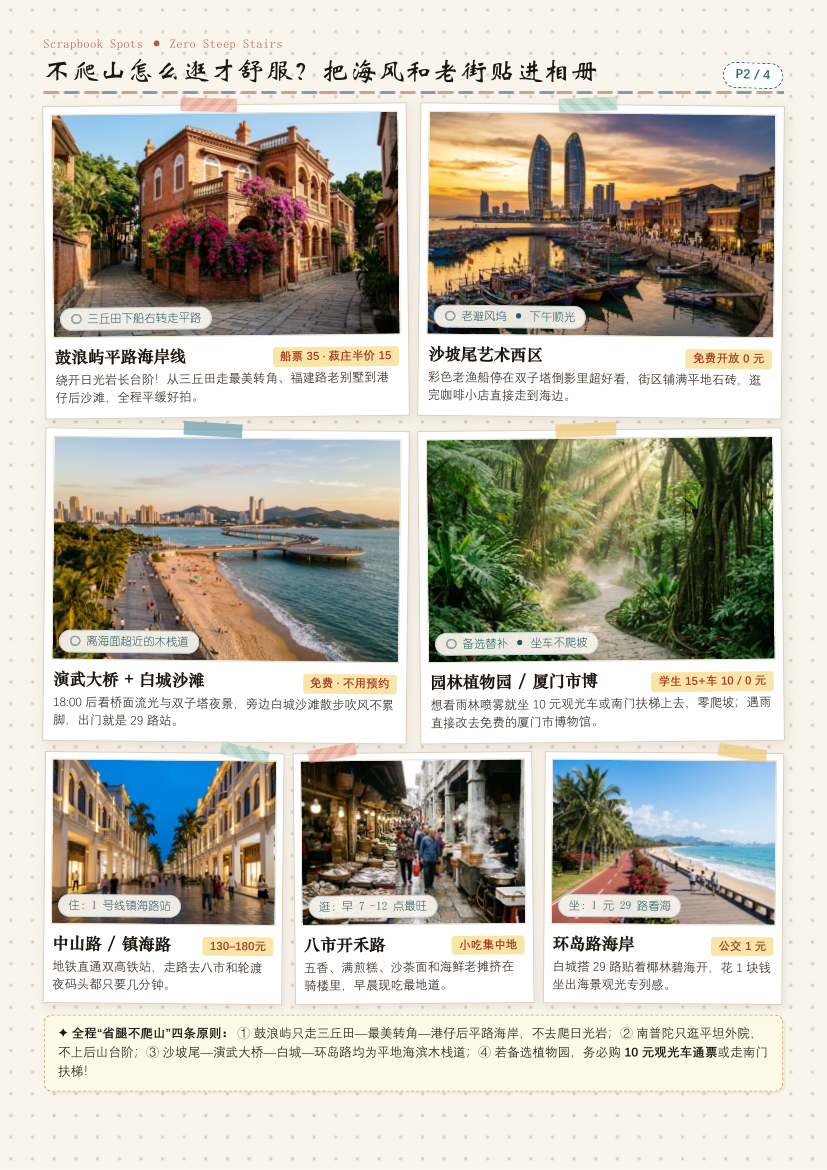 Scrapbook Spots • Zero Steep Stairs
不爬山怎么逛才舒服？把海风和老街贴进相册
P2 / 4
三丘田下船右转走平路
鼓浪屿平路海岸线
船票 35 · 菽庄半价 15
绕开日光岩长台阶！从三丘田走最美转角、福建路老别墅到港
仔后沙滩，全程平缓好拍。
老避风坞 • 下午顺光
沙坡尾艺术西区
免费开放 0 元
彩色老渔船停在双子塔倒影里超好看，街区铺满平地石砖，逛
完咖啡小店直接走到海边。
离海面超近的木栈道
演武大桥 + 白城沙滩
免费 · 不用预约
18:00 后看桥面流光与双子塔夜景，旁边白城沙滩散步吹风不累
脚，出门就是 29 路站。
备选替补 • 坐车不爬坡
园林植物园 / 厦门市博
学生 15+车 10 / 0 元
想看雨林喷雾就坐 10 元观光车或南门扶梯上去，零爬坡；遇雨
直接改去免费的厦门市博物馆。
住：1 号线镇海路站
中山路 / 镇海路
130–180元
地铁直通双高铁站，走路去八市和轮渡
夜码头都只要几分钟。
逛：早 7-12 点最旺
八市开禾路
小吃集中地
五香、满煎糕、沙茶面和海鲜老摊挤在
骑楼里，早晨现吃最地道。
坐：1 元 29 路看海
环岛路海岸
公交 1 元
白城搭 29 路贴着椰林碧海开，花 1 块钱
坐出海景观光专列感。
✦ 全程“省腿不爬山”四条原则：① 鼓浪屿只走三丘田—最美转角—港仔后平路海岸，不去爬日光岩；② 南普陀只逛平坦外院，
不上后山台阶；③ 沙坡尾—演武大桥—白城—环岛路均为平地海滨木栈道；④ 若备选植物园，务必购 10 元观光车通票或走南门
扶梯！